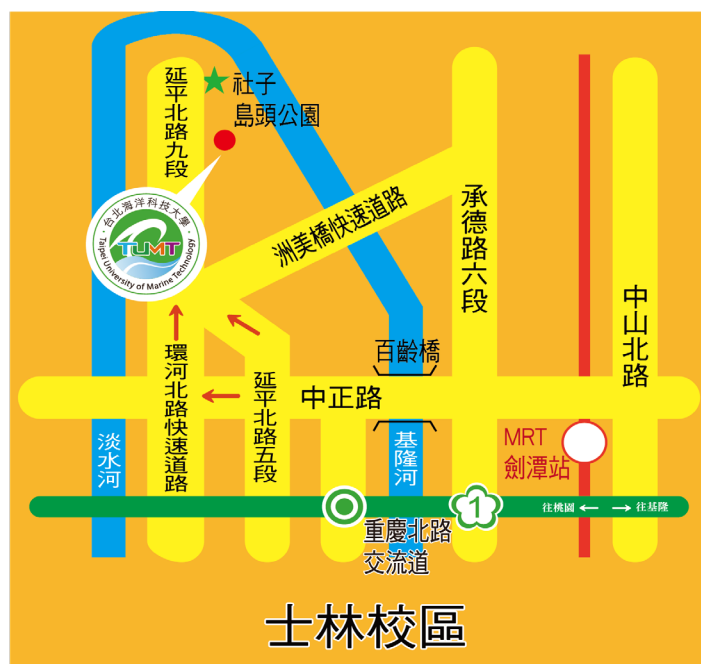 延平北路九段
社子
島頭公園
台北海洋科技大學
TUMT
Taipei University of Marine Technology
洲美橋快速道路
承德路六段
中山北路
百齡橋
環河北路快速道路
延平北路五段
中正路
淡水河
基隆河
MRT
劍潭站
1
往桃園
往基隆
重慶北路
交流道
士林校區